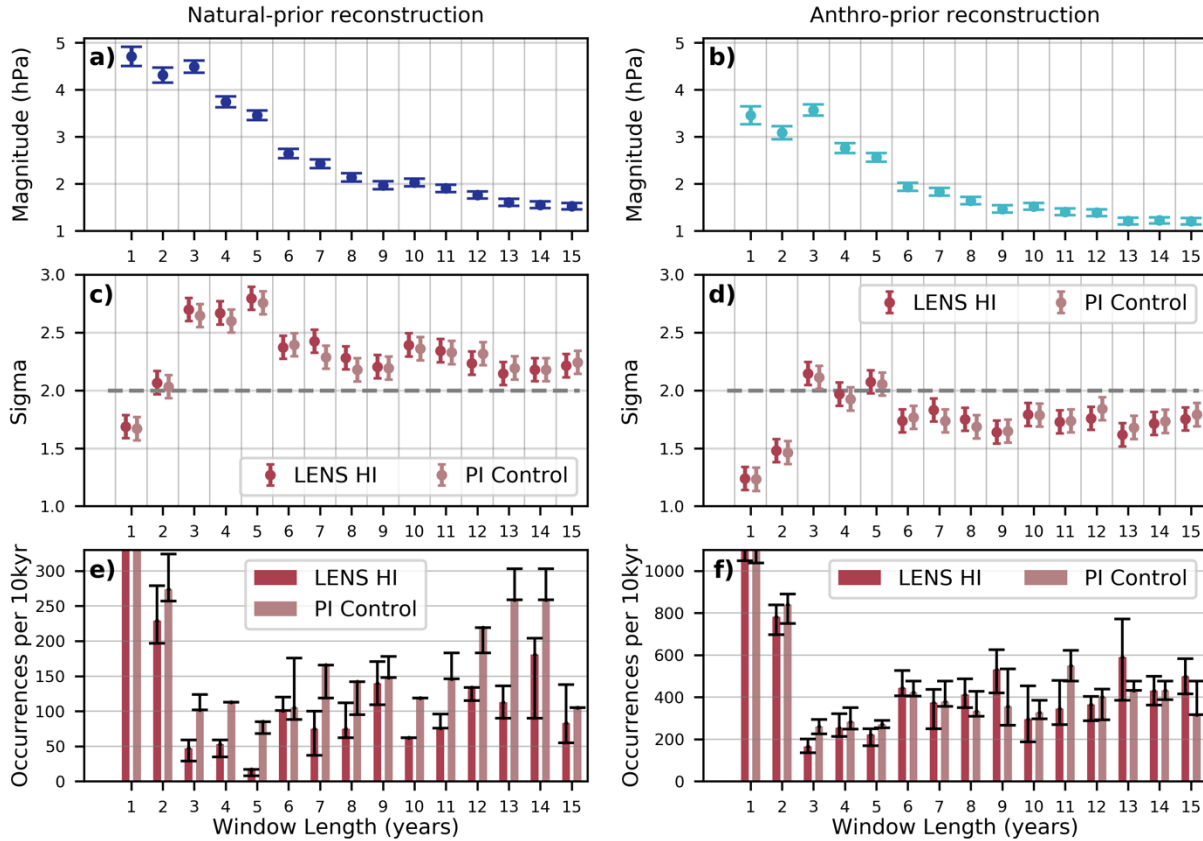 Natural-prior reconstruction
Anthro-prior reconstruction
a)
Magnitude (hPa)
5
4
3
2
1
1 2 3 4 5 6 7 8 9 10 11 12 13 14 15
b)
Magnitude (hPa)
5
4
3
2
1
1 2 3 4 5 6 7 8 9 10 11 12 13 14 15
c)
Sigma
3.0
2.5
2.0
1.5
1.0
LENS HI PI Control
1 2 3 4 5 6 7 8 9 10 11 12 13 14 15
d)
Sigma
3.0
2.5
2.0
1.5
1.0
LENS HI PI Control
1 2 3 4 5 6 7 8 9 10 11 12 13 14 15
e)
Occurrences per 10kyr
300
250
200
150
100
50
0
LENS HI
PI Control
1 2 3 4 5 6 7 8 9 10 11 12 13 14 15
Window Length (years)
f)
Occurrences per 10kyr
1000
800
600
400
200
0
LENS HI PI Control
1 2 3 4 5 6 7 8 9 10 11 12 13 14 15
Window Length (years)